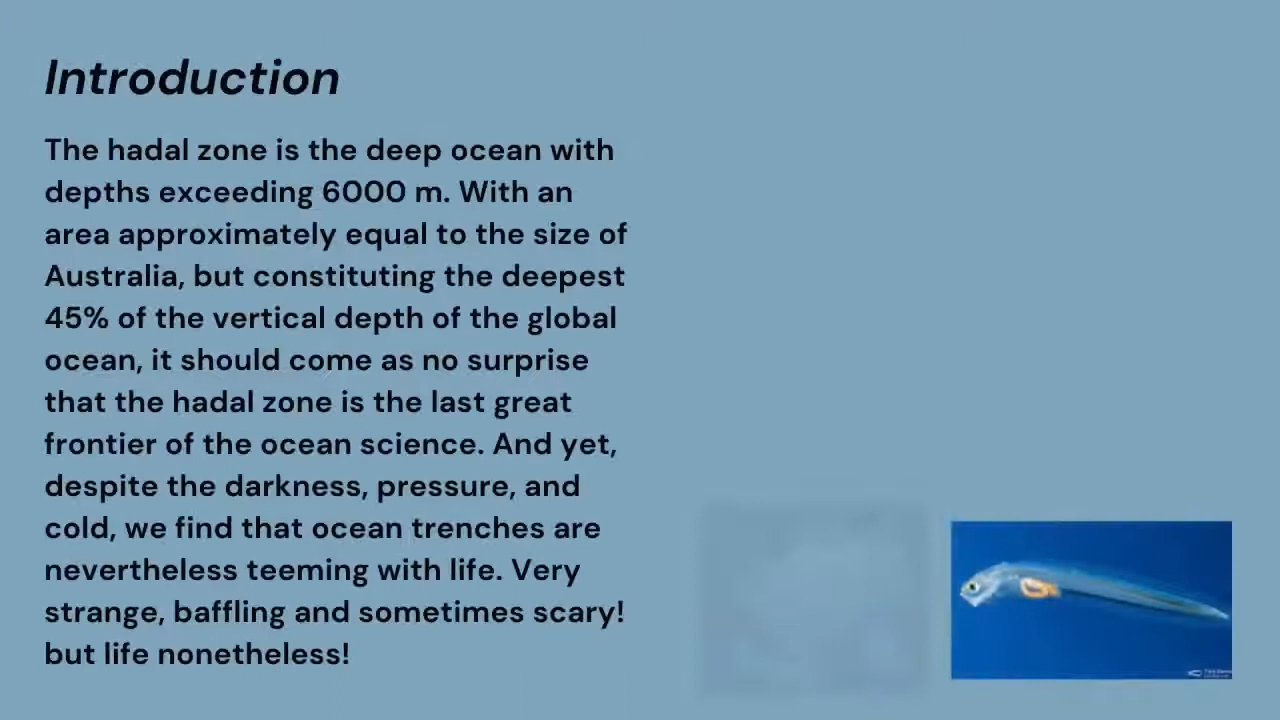 Introduction
The hadal zone is the deep ocean with
depths exceeding 6000 m. With an
area approximately equal to the size of
Australia, but constituting the deepest
45% of the vertical depth of the global
ocean, it should come as no surprise
that the hadal zone is the last great
frontier of the ocean science. And yet,
despite the darkness, pressure, and
cold, we find that ocean trenches are
nevertheless teeming with life. Very
strange, baffling and sometimes scary!
but life nonetheless!